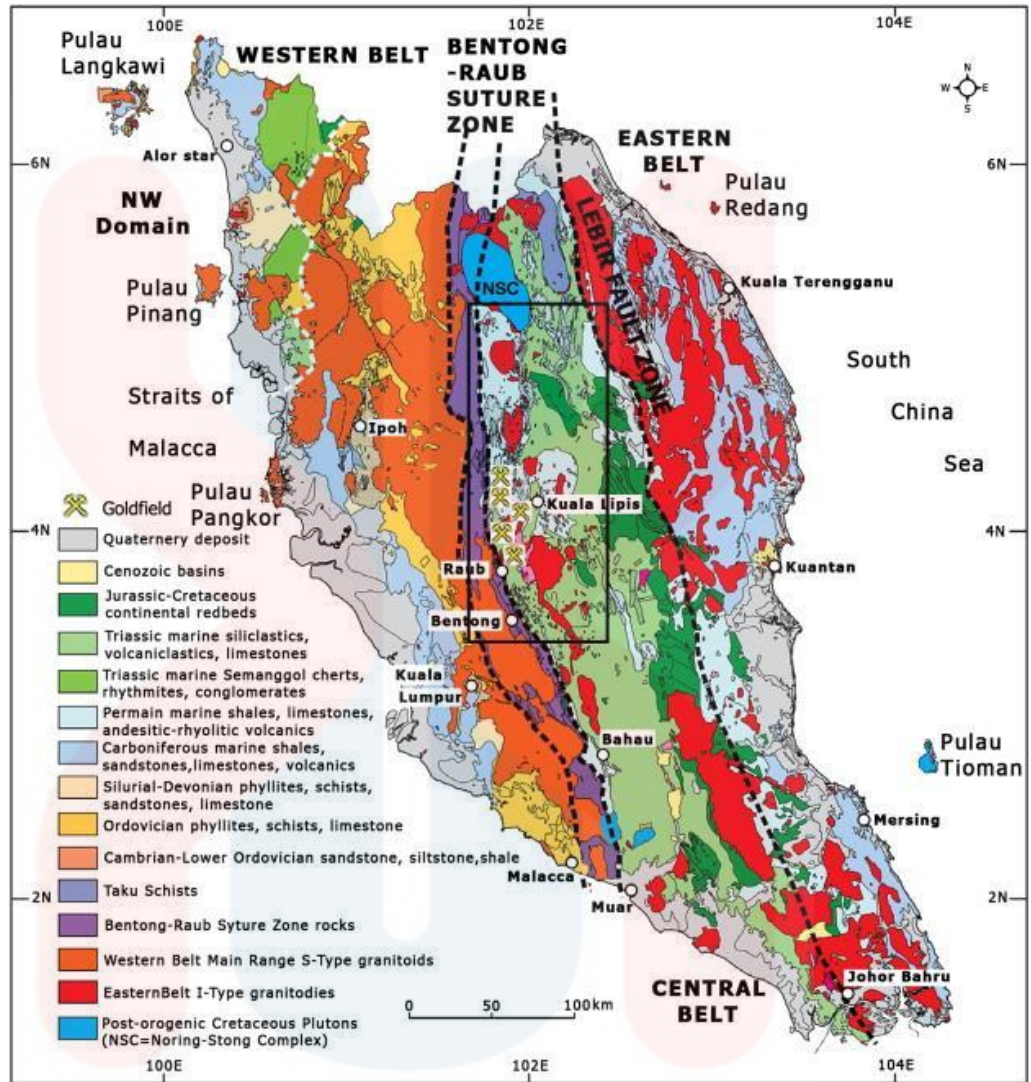 100E
102E
104E
Pulau
Langkawi
WESTERN BELT
BENTONG
-RAUB
SUTURE
ZONE
N
W E
S
EASTERN
BELT
Alor star
6N
6N
Pulau
Redang
NW
Domain
LEBIR FAULT ZONE
NSC
Kuala Terengganu
Pulau
Pinang
South
China
Sea
Straits of
Malacca
Ipoh
Pulau
Pangkor
Kuala Lipis
4N
4N
Raub
Kuantan
Bentong
Kuala
Lumpur
Bahau
Pulau
Tioman
Mersing
Malacca
Muar
2N
2N
Johor Bahru
CENTRAL
BELT
Goldfield
Quaternery deposit
Cenozoic basins
Jurassic-Cretaceous
continental redbeds
Triassic marine siliclastics,
volcaniclastics, limestones
Triassic marine Semanggol cherts,
rhythmites, conglomerates
Permain marine shales, limestones,
andesitic-rhyolitic volcanics
Carboniferous marine shales,
sandstones,limestones, volcanics
Silurial-Devonian phyllites, schists,
sandstones, limestone
Ordovician phyllites, schists, limestone
Cambrian-Lower Ordovician sandstone, siltstone,shale
Taku Schists
Bentong-Raub Syture Zone rocks
Western Belt Main Range S-Type granitoids
EasternBelt I-Type granitodies
Post-orogenic Cretaceous Plutons
(NSC=Noring-Stong Complex)
0 50 100km
100E
102E
104E